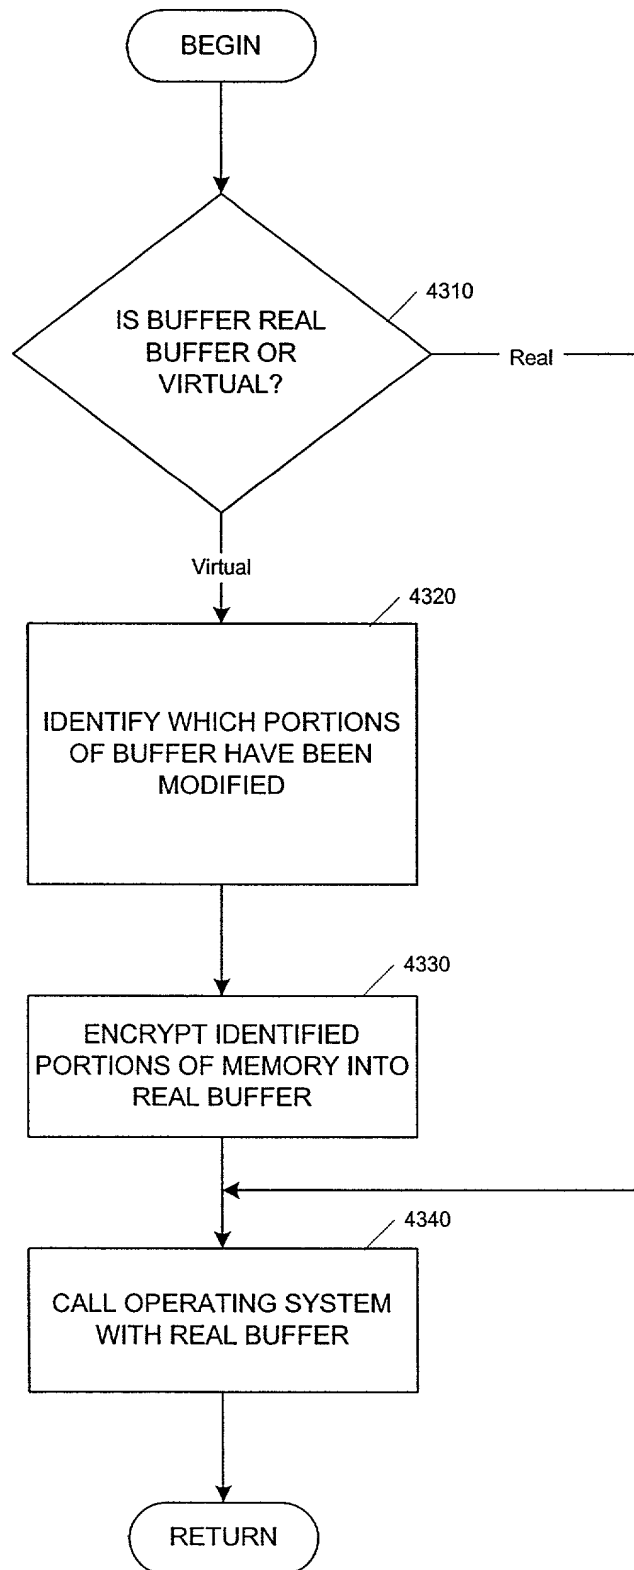 BEGIN
4310
IS BUFFER REAL
BUFFER OR
VIRTUAL?
Real
Virtual
4320
IDENTIFY WHICH PORTIONS
OF BUFFER HAVE BEEN
MODIFIED
4330
ENCRYPT IDENTIFIED
PORTIONS OF MEMORY INTO
REAL BUFFER
4340
CALL OPERATING SYSTEM
WITH REAL BUFFER
RETURN